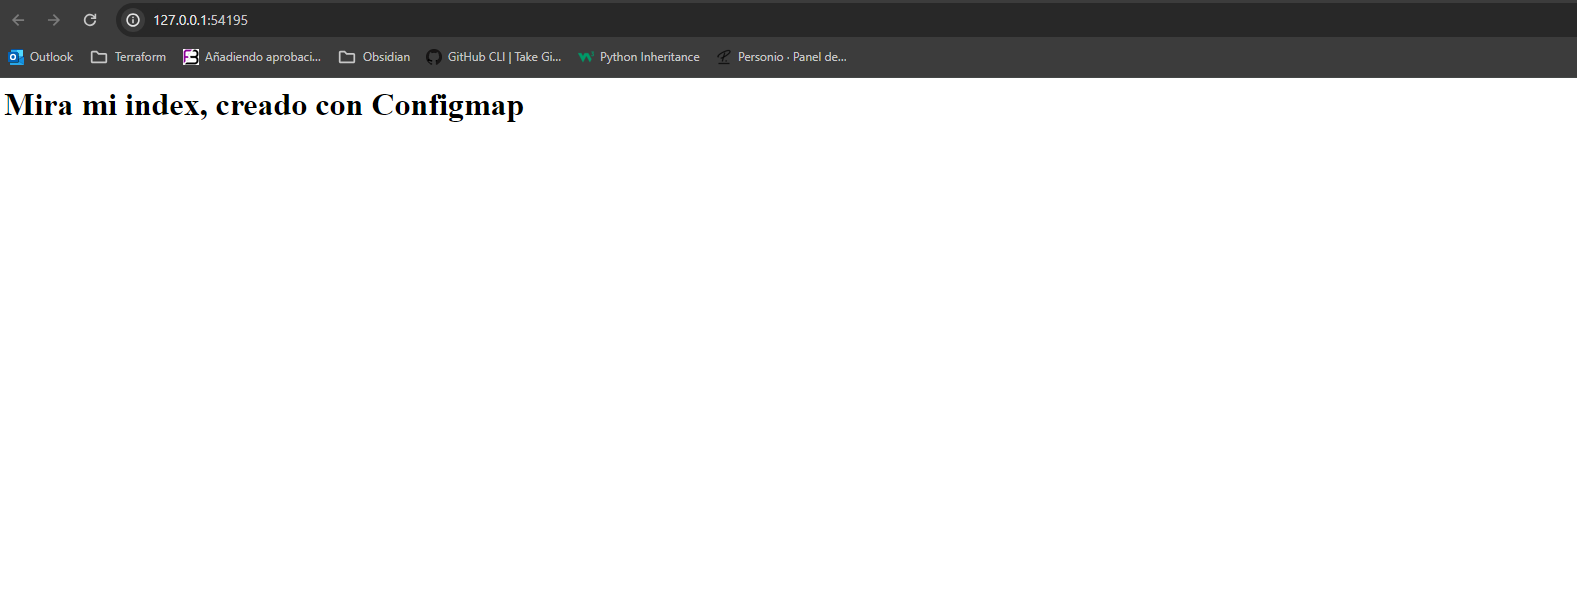 127.0.0.1:54195
Outlook Terraform Añadiendo aprobaci... Obsidian GitHub CLI | Take Gi... Python Inheritance Personio · Panel de...
Mira mi index, creado con Configmap